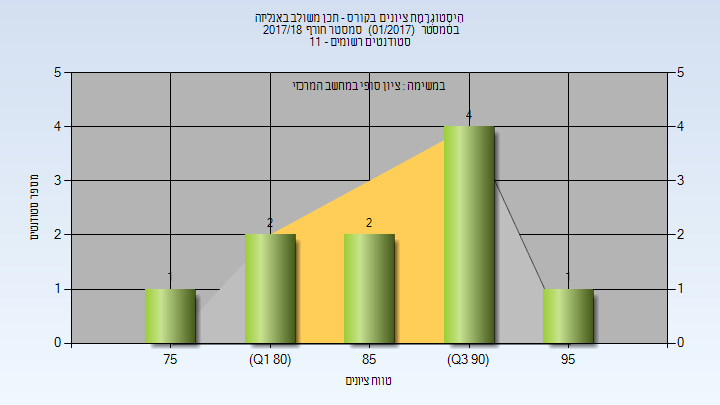 היסטוגרמת ציונים בקורס - תכן משולב באנליזה
בסמסטר (01/2017) סמסטר חורף 2017/18
סטודנטים רשומים - 11
במשימה : ציון סופי במחשב המרכזי
5 5
4 4 4
3 3
2 2 2 2
1 1 1 1
0 0
75 (Q1 80) 85 (Q3 90) 95
מספר סטודנטים
טווח ציונים